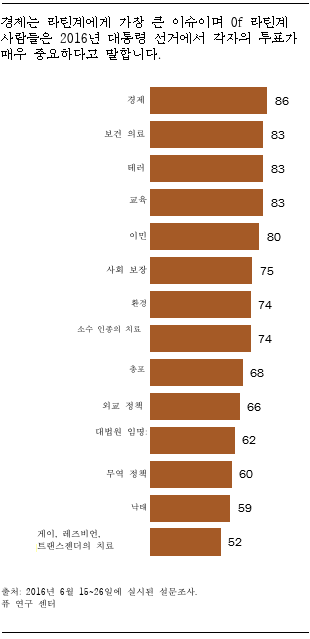 경제는 라틴계에게 가장 큰 이슈이며 Of 라틴계
사람들은 2016년 대통령 선거에서 각자의 투표가
매우 중요하다고 말합니다.
경제 86
보건 의료 83
테러 83
교육 83
이민 80
사회 보장 75
환경 74
소수 인종의 치료 74
총포 68
외교 정책 66
대법원 임명: 62
무역 정책 60
낙태 59
게이, 레즈비언,
트랜스젠더의 치료 52
출처: 2016년 6월 15~26일에 실시된 설문조사.
퓨 연구 센터